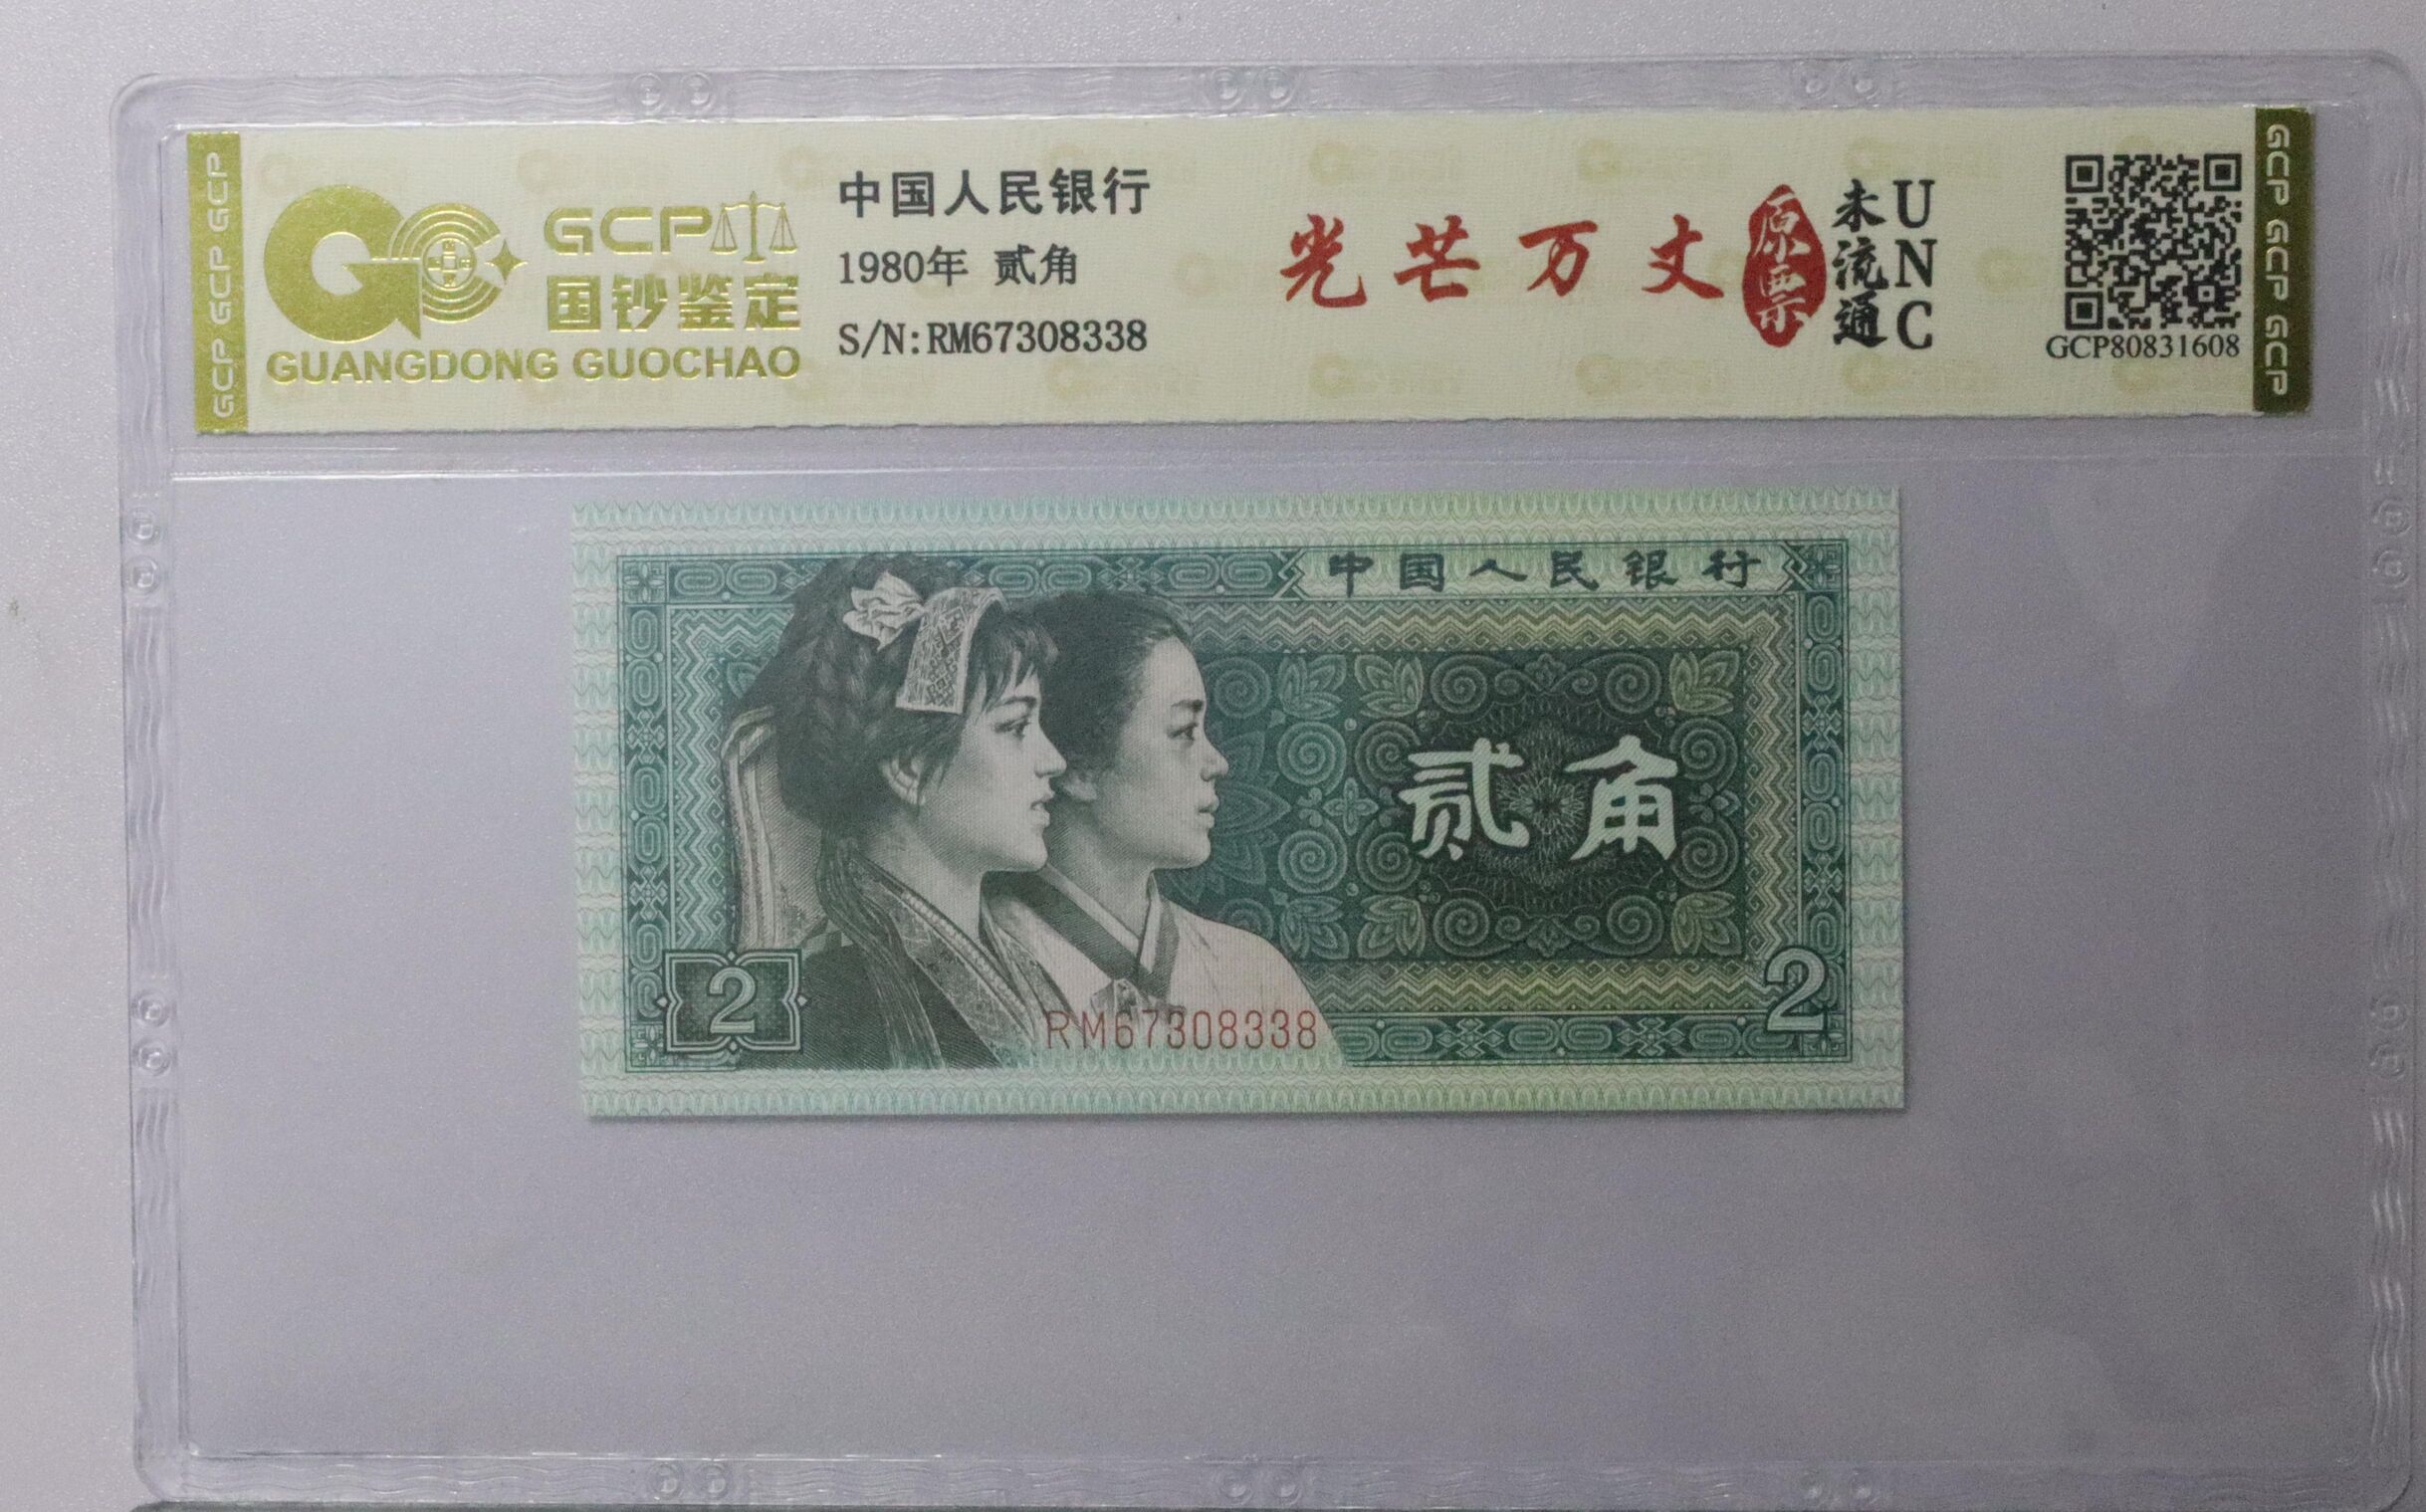 GCP GCP GCP
GCP
国钞鉴定
GUANGDONG GUOCHAO
中国人民银行
1980年 贰角
S/N:RM67308338
光芒万丈
原票
未流通
UNC
GCP80831608
GCP GCP GCP
中国人民银行
贰角
2
RM67308338
2